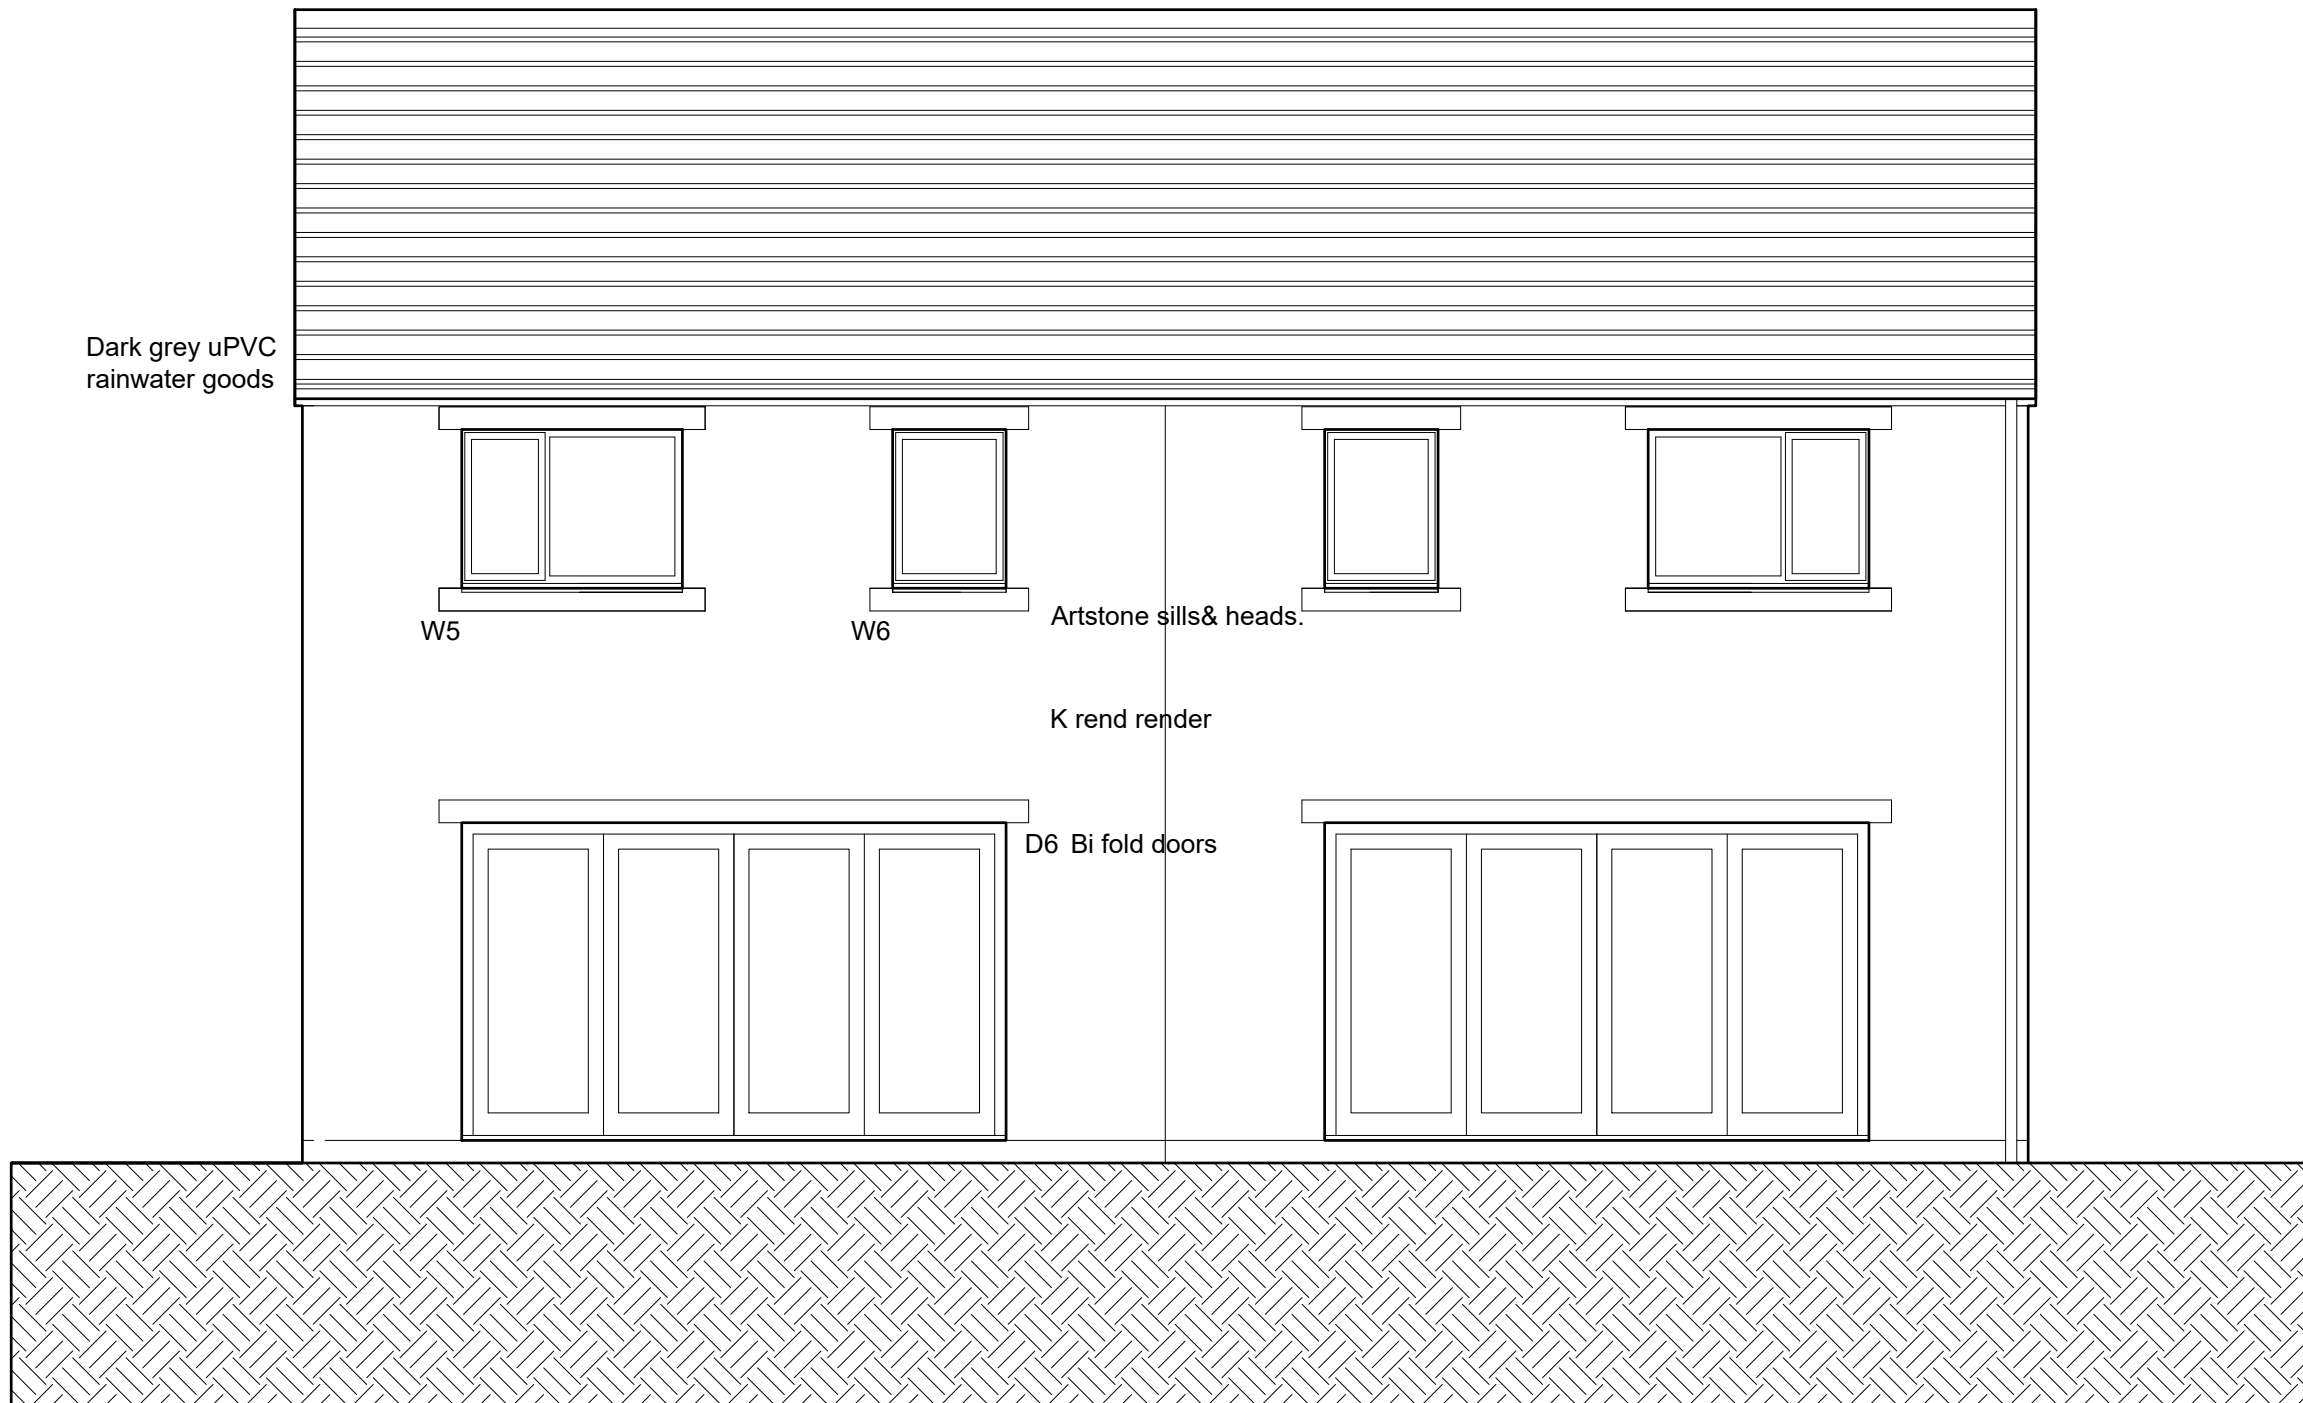 Dark grey uPVC
rainwater goods
W5
W6
Artstone sills& heads.
K rend render
D6 Bi fold doors